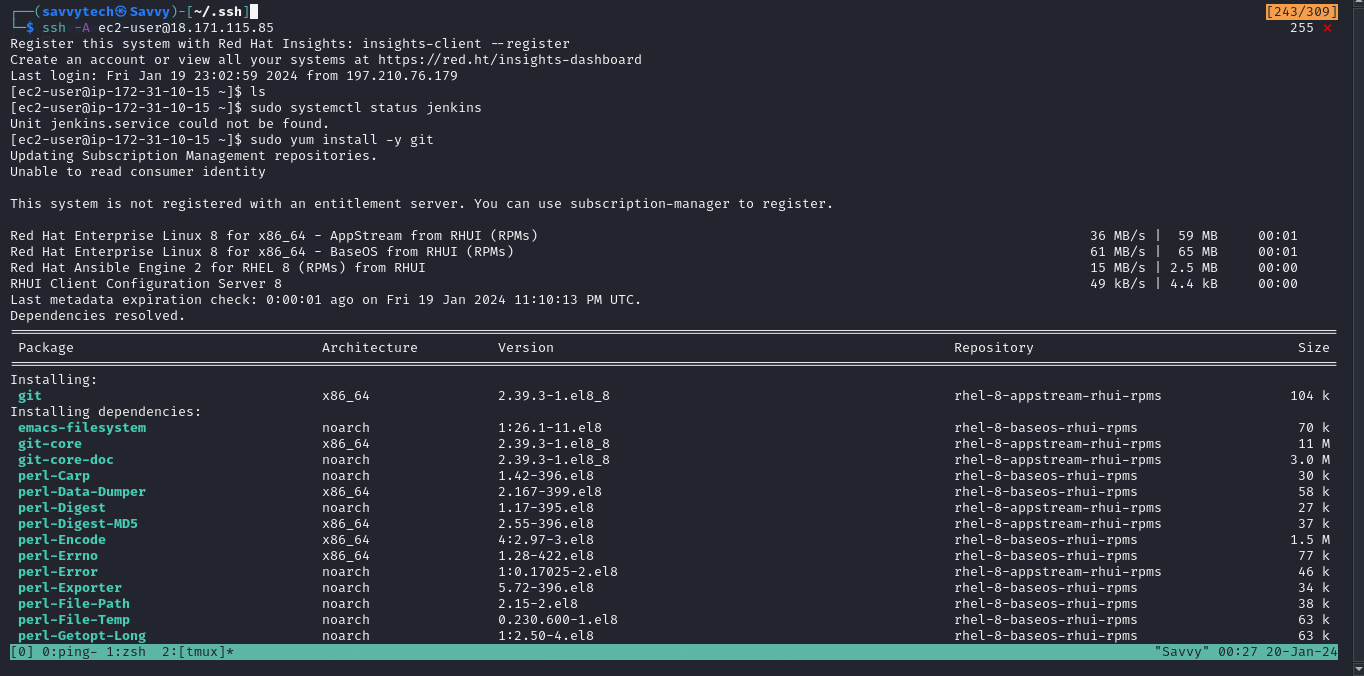 ┌──(savvytech㉿Savvy)-[~/.ssh] [243/309]
└─$ ssh -A ec2-user@18.171.115.85 255 ⨯
Register this system with Red Hat Insights: insights-client --register
Create an account or view all your systems at https://red.ht/insights-dashboard
Last login: Fri Jan 19 23:02:59 2024 from 197.210.76.179
[ec2-user@ip-172-31-10-15 ~]$ ls
[ec2-user@ip-172-31-10-15 ~]$ sudo systemctl status jenkins
Unit jenkins.service could not be found.
[ec2-user@ip-172-31-10-15 ~]$ sudo yum install -y git
Updating Subscription Management repositories.
Unable to read consumer identity
This system is not registered with an entitlement server. You can use subscription-manager to register.
Red Hat Enterprise Linux 8 for x86_64 - AppStream from RHUI (RPMs) 36 MB/s | 59 MB 00:01
Red Hat Enterprise Linux 8 for x86_64 - BaseOS from RHUI (RPMs) 61 MB/s | 65 MB 00:01
Red Hat Ansible Engine 2 for RHEL 8 (RPMs) from RHUI 15 MB/s | 2.5 MB 00:00
RHUI Client Configuration Server 8 49 kB/s | 4.4 kB 00:00
Last metadata expiration check: 0:00:01 ago on Fri 19 Jan 2024 11:10:13 PM UTC.
Dependencies resolved.
Package Architecture Version Repository Size
Installing:
git x86_64 2.39.3-1.el8_8 rhel-8-appstream-rhui-rpms 104 k
Installing dependencies:
emacs-filesystem noarch 1:26.1-11.el8 rhel-8-baseos-rhui-rpms 70 k
git-core x86_64 2.39.3-1.el8_8 rhel-8-appstream-rhui-rpms 11 M
git-core-doc noarch 2.39.3-1.el8_8 rhel-8-appstream-rhui-rpms 3.0 M
perl-Carp noarch 1.42-396.el8 rhel-8-baseos-rhui-rpms 30 k
perl-Data-Dumper x86_64 2.167-399.el8 rhel-8-baseos-rhui-rpms 58 k
perl-Digest noarch 1.17-395.el8 rhel-8-appstream-rhui-rpms 27 k
perl-Digest-MD5 x86_64 2.55-396.el8 rhel-8-appstream-rhui-rpms 37 k
perl-Encode x86_64 4:2.97-3.el8 rhel-8-baseos-rhui-rpms 1.5 M
perl-Errno x86_64 1.28-422.el8 rhel-8-baseos-rhui-rpms 77 k
perl-Error noarch 1:0.17025-2.el8 rhel-8-appstream-rhui-rpms 46 k
perl-Exporter noarch 5.72-396.el8 rhel-8-baseos-rhui-rpms 34 k
perl-File-Path noarch 2.15-2.el8 rhel-8-baseos-rhui-rpms 38 k
perl-File-Temp noarch 0.230.600-1.el8 rhel-8-baseos-rhui-rpms 63 k
perl-Getopt-Long noarch 1:2.50-4.el8 rhel-8-baseos-rhui-rpms 63 k
[0] 0:ping- 1:zsh 2:[tmux]* "Savvy" 00:27 20-Jan-24